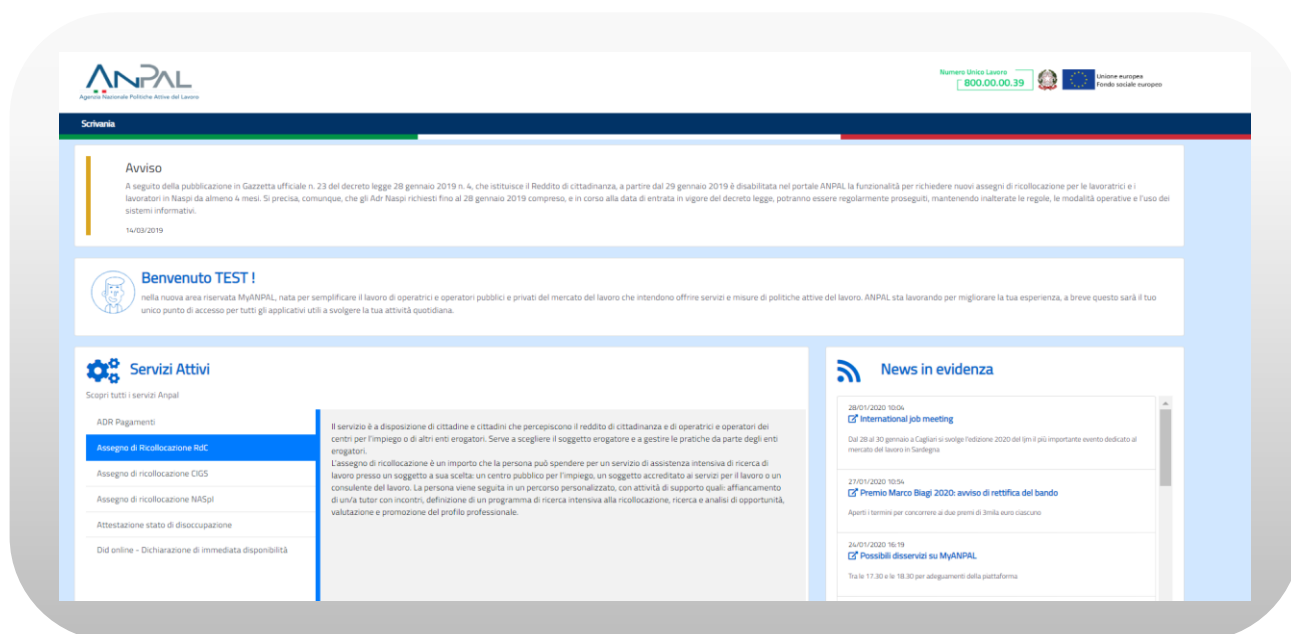 ANPAL
Agenzia Nazionale Politiche Attive del Lavoro
Numero Unico Lavoro
800.00.00.39
Unione europea
Fondo sociale europeo
Scrivania
Avviso
A seguito della pubblicazione in Gazzetta ufficiale n. 23 del decreto legge 28 gennaio 2019 n. 4, che istituisce il Reddito di cittadinanza, a partire dal 29 gennaio 2019 è disabilitata nel portale ANPAL la funzionalità per richiedere nuovi assegni di ricollocazione per le lavoratrici e i
lavoratori in Naspi da almeno 4 mesi. Si precisa, comunque, che gli Adr Naspi richiesti fino al 28 gennaio 2019 compreso, e in corso alla data di entrata in vigore del decreto legge, potranno essere regolarmente proseguiti, mantenendo inalterate le regole, le modalità operative e l'uso dei
sistemi informativi.
14/03/2019
Benvenuto TEST !
nella nuova area riservata MyANPAL, nata per semplificare il lavoro di operatrici e operatori pubblici e privati del mercato del lavoro che intendono offrire servizi e misure di politiche attive del lavoro. ANPAL sta lavorando per migliorare la tua esperienza, a breve questo sarà il tuo
unico punto di accesso per tutti gli applicativi utili a svolgere la tua attività quotidiana.
Servizi Attivi
Scopri tutti i servizi Anpal
ADR Pagamenti
Assegno di Ricollocazione RdC
Assegno di ricollocazione CIGS
Assegno di ricollocazione NASpI
Attestazione stato di disoccupazione
Did online - Dichiarazione di immediata disponibilità
Il servizio è a disposizione di cittadine e cittadini che percepiscono il reddito di cittadinanza e di operatrici e operatori dei
centri per l'impiego o di altri enti erogatori. Serve a scegliere il soggetto erogatore e a gestire le pratiche da parte degli enti
erogatori.
L'assegno di ricollocazione è un importo che la persona può spendere per un servizio di assistenza intensiva di ricerca di
lavoro presso un soggetto a sua scelta: un centro pubblico per l'impiego, un soggetto accreditato ai servizi per il lavoro o un
consulente del lavoro. La persona viene seguita in un percorso personalizzato, con attività di supporto quali: affiancamento
di un/a tutor con incontri, definizione di un programma di ricerca intensiva alla ricollocazione, ricerca e analisi di opportunità,
valutazione e promozione del profilo professionale.
News in evidenza
28/01/2020 10:04
International job meeting
Dal 28 al 30 gennaio a Cagliari si svolge l'edizione 2020 del Ijm il più importante evento dedicato al
mercato del lavoro in Sardegna
27/01/2020 10:54
Premio Marco Biagi 2020: avviso di rettifica del bando
Aperti i termini per concorrere ai due premi di 3mila euro ciascuno
24/01/2020 16:19
Possibili disservizi su MyANPAL
Tra le 17.30 e le 18.30 per adeguamenti della piattaforma